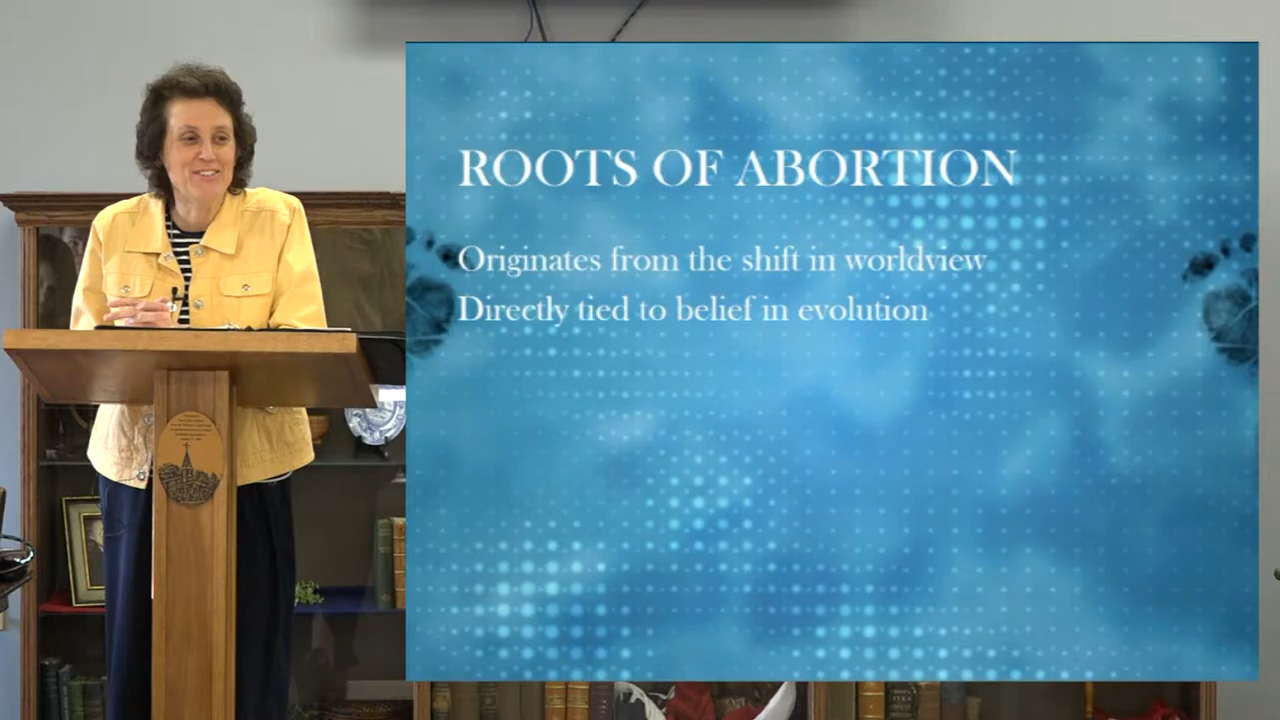 ROOTS OF ABORTION
Originates from the shift in worldview
Directly tied to belief in evolution